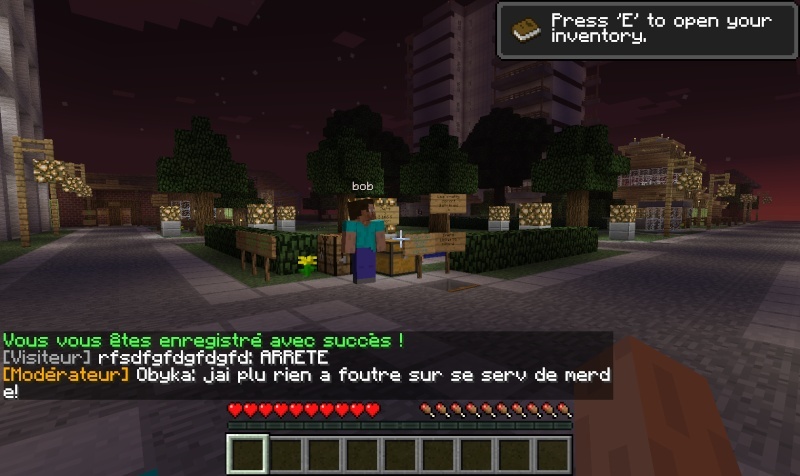 Press 'E' to open your
inventory.
bob
Vous vous êtes enregistré avec succès !
[Visiteur] rfsdfgfdgfdgfd: ARRETE
[Modérateur] Obyka: jai plu rien a foutre sur se serv de merd
e!